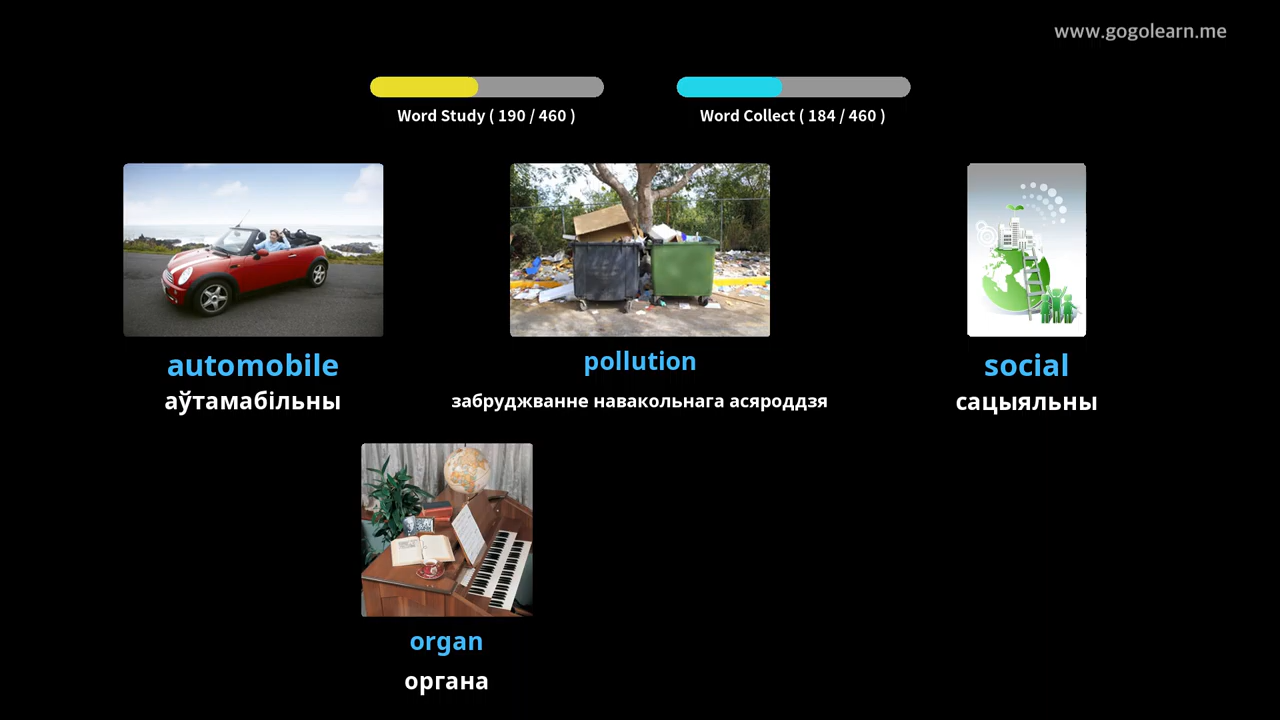 www.gogolearn.me
Word Study ( 190 / 460 )
Word Collect ( 184 / 460 )
automobile
аўтамабільны
pollution
забруджванне навакольнага асяроддзя
social
сацыяльны
organ
органа